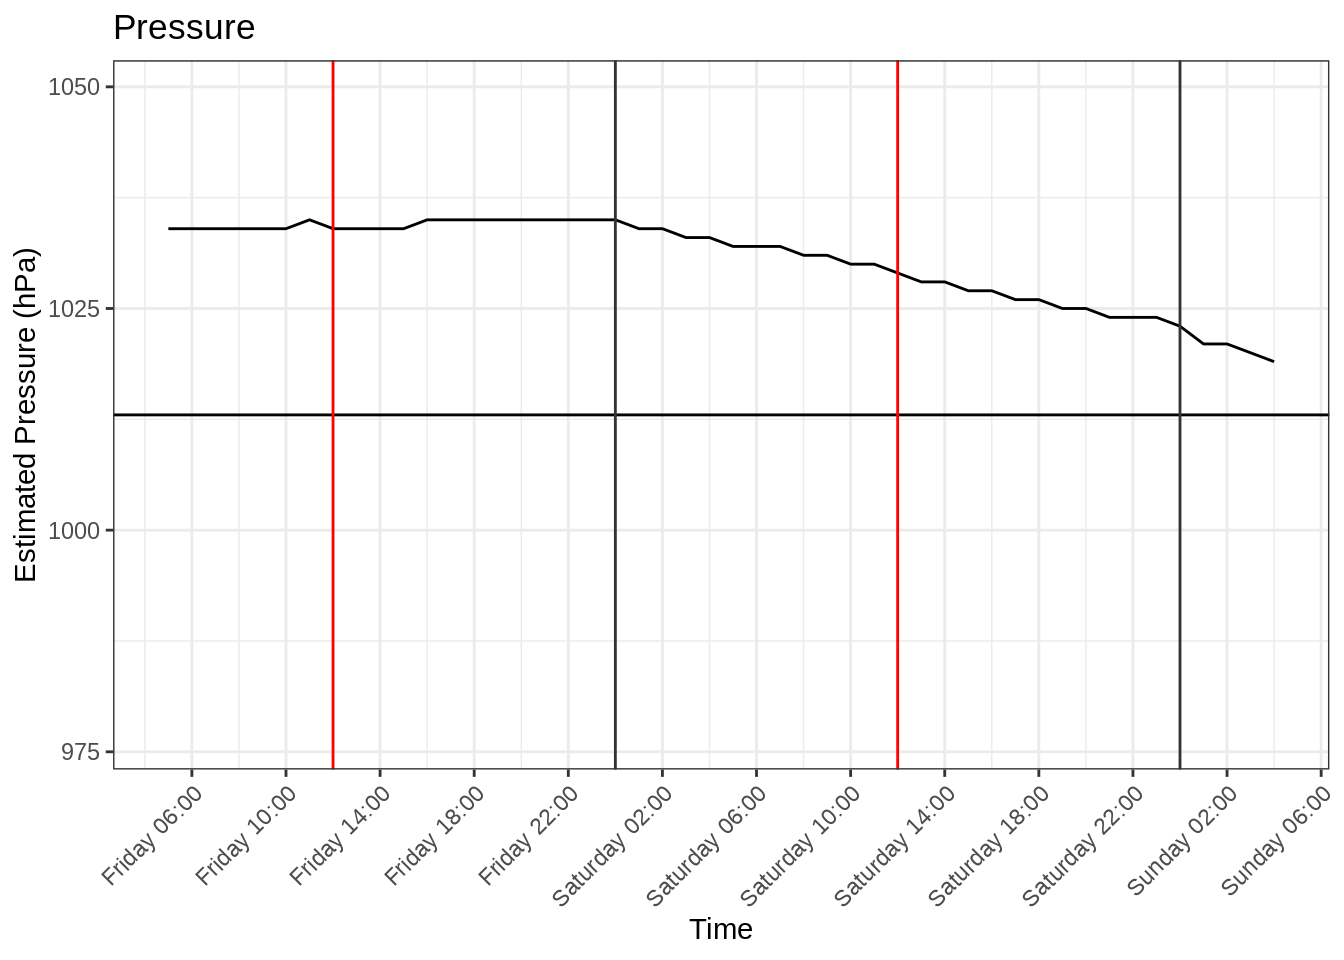 Pressure
Estimated Pressure (hPa)
1050
1025
1000
975
Friday 06:00
Friday 10:00
Friday 14:00
Friday 18:00
Friday 22:00
Saturday 02:00
Saturday 06:00
Saturday 10:00
Saturday 14:00
Saturday 18:00
Saturday 22:00
Sunday 02:00
Sunday 06:00
Time